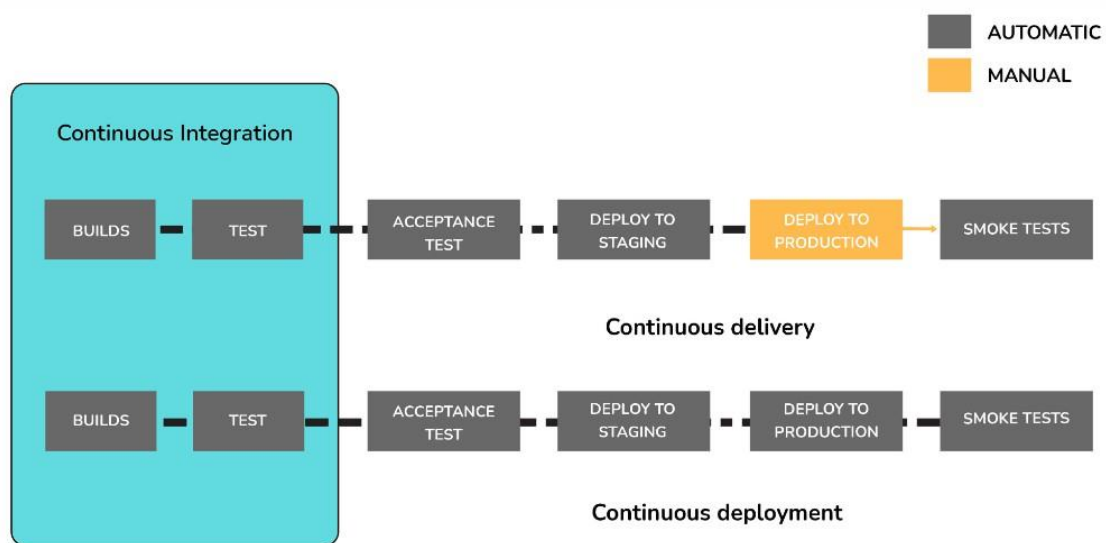 AUTOMATIC
MANUAL
Continuous Integration
BUILDS
TEST
ACCEPTANCE
TEST
DEPLOY TO
STAGING
DEPLOY TO
PRODUCTION
SMOKE TESTS
Continuous delivery
BUILDS
TEST
ACCEPTANCE
TEST
DEPLOY TO
STAGING
DEPLOY TO
PRODUCTION
SMOKE TESTS
Continuous deployment